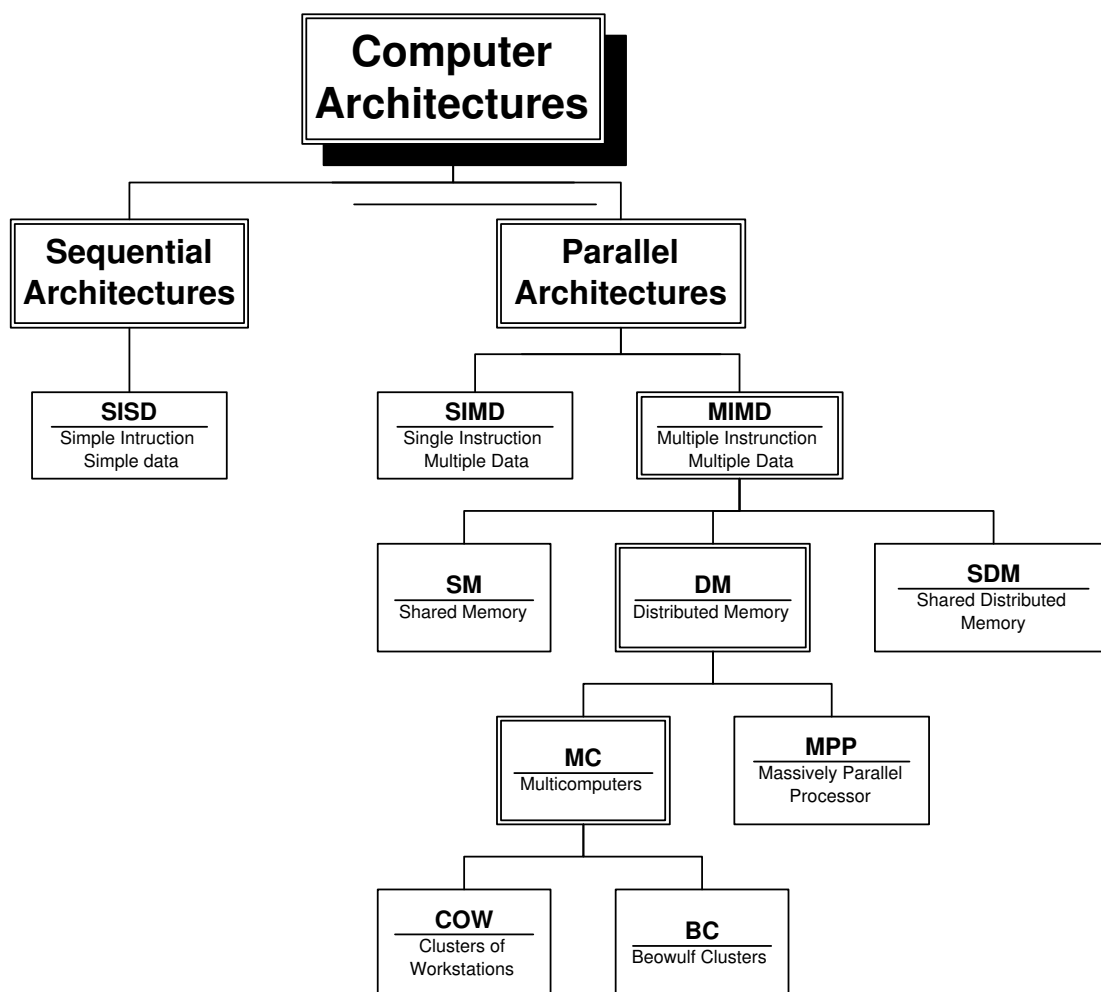 Computer
Architectures
Sequential
Architectures
Parallel
Architectures
SISD
Simple Intruction
Simple data
SIMD
Single Instruction
Multiple Data
MIMD
Multiple Instrunction
Multiple Data
SM
Shared Memory
DM
Distributed Memory
SDM
Shared Distributed
Memory
MC
Multicomputers
MPP
Massively Parallel
Processor
COW
Clusters of
Workstations
BC
Beowulf Clusters